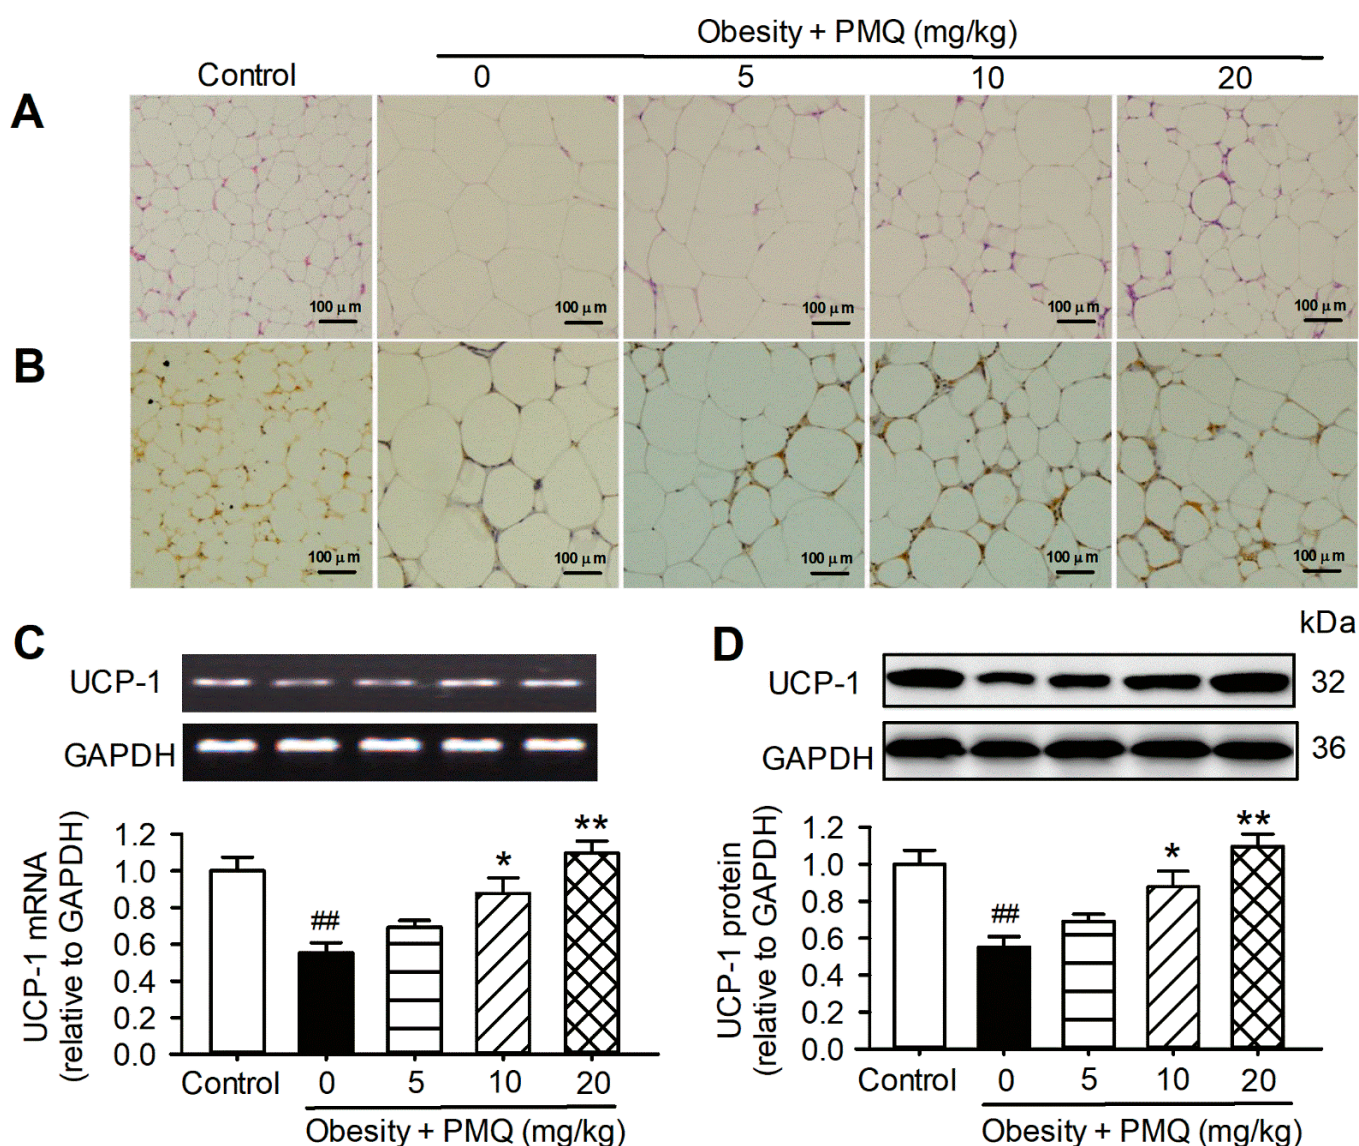 Obesity + PMQ (mg/kg)
Control 0 5 10 20
A
100 μm 100 μm 100 μm 100 μm 100 μm
B
100 μm 100 μm 100 μm 100 μm 100 μm
C
UCP-1
GAPDH
UCP-1 mRNA
(relative to GAPDH)
1.2
1.0
0.8
0.6
0.4
0.2
0.0
## * **
Control 0 5 10 20
Obesity + PMQ (mg/kg)
D
kDa
UCP-1 32
GAPDH 36
UCP-1 protein
(relative to GAPDH)
1.2
1.0
0.8
0.6
0.4
0.2
0.0
## * **
Control 0 5 10 20
Obesity + PMQ (mg/kg)